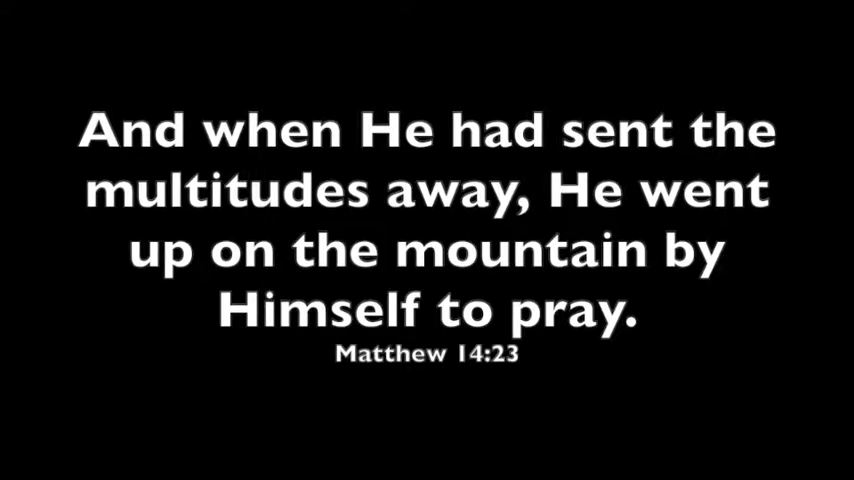 And when He had sent the
multitudes away, He went
up on the mountain by
Himself to pray.
Matthew 14:23